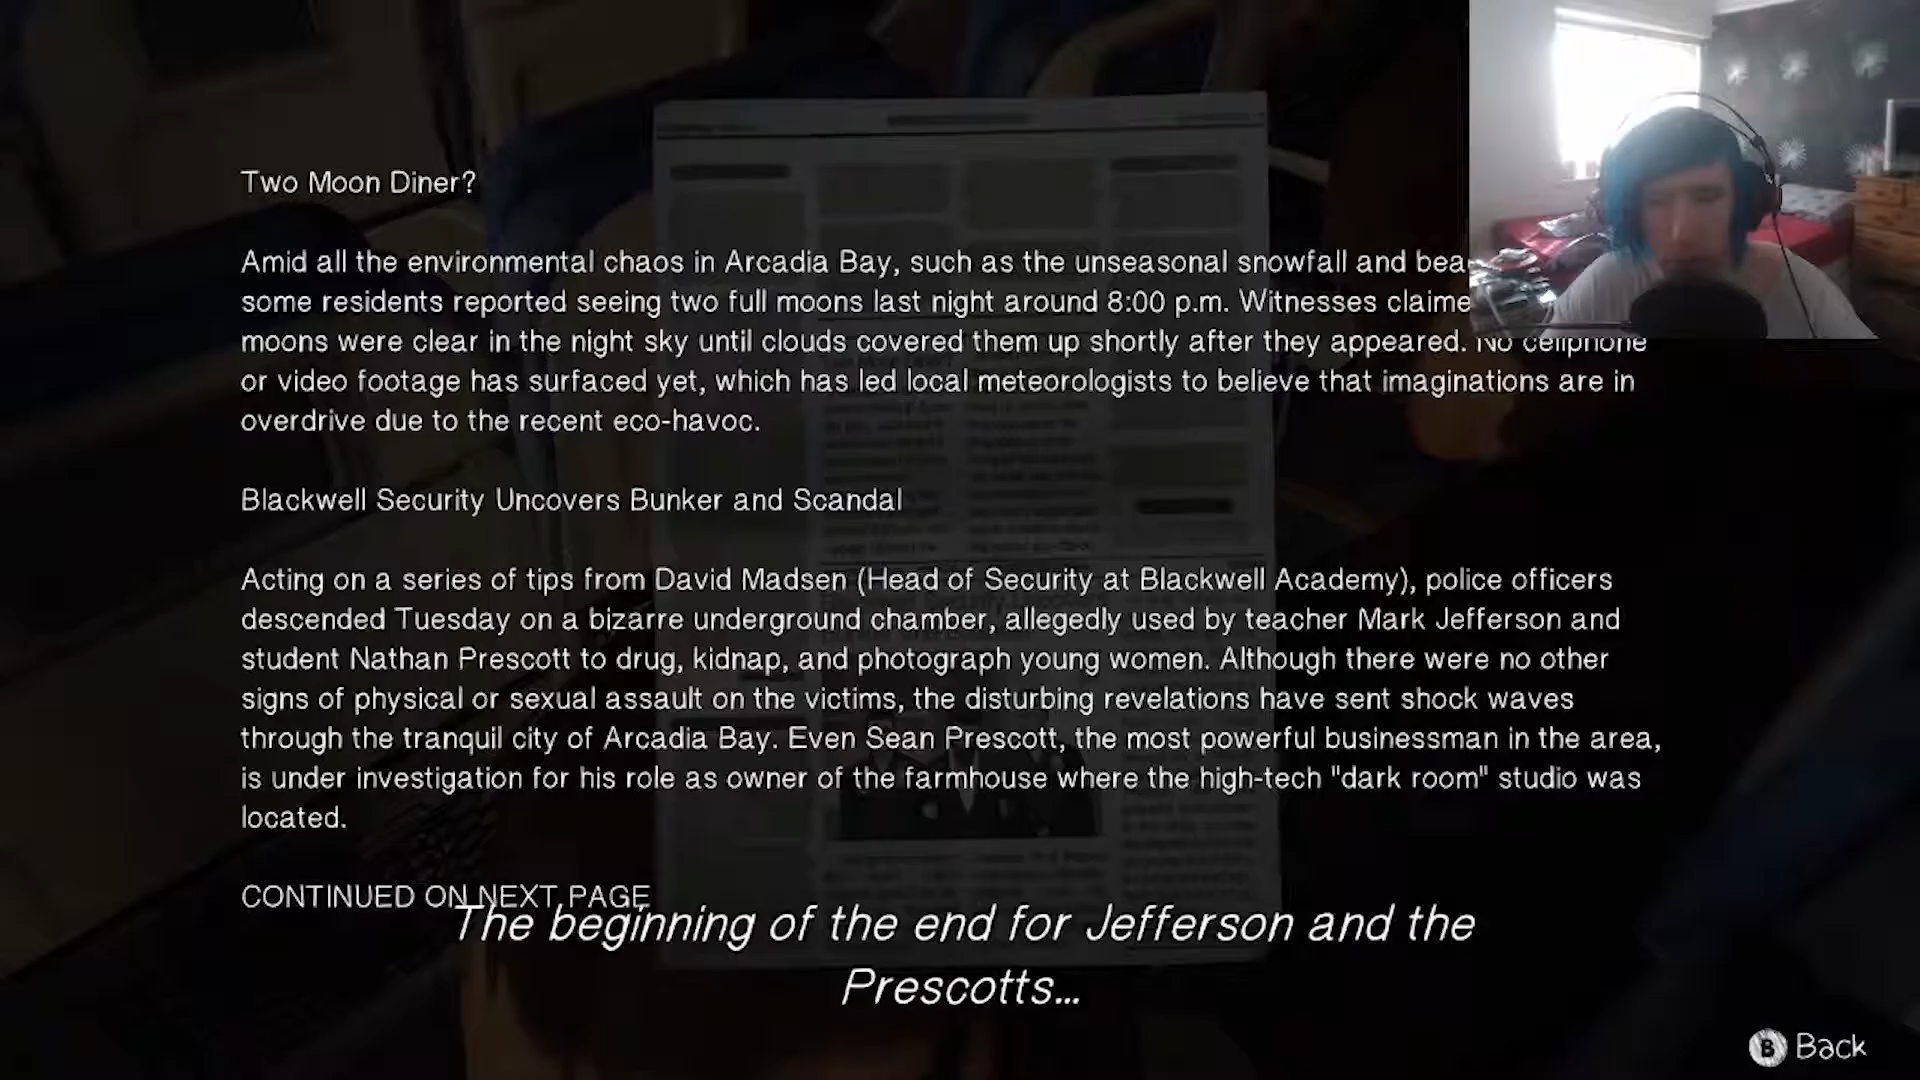 Two Moon Diner?
Amid all the environmental chaos in Arcadia Bay, such as the unseasonal snowfall and
some residents reported seeing two full moons last night around 8:00 p.m. Witnesses
moons were clear in the night sky until clouds covered them up shortly after they appeared. No cellphone
or video footage has surfaced yet, which has led local meteorologists to believe that imaginations are in
overdrive due to the recent eco-havoc.
Blackwell Security Uncovers Bunker and Scandal
Acting on a series of tips from David Madsen (Head of Security at Blackwell Academy), police officers
descended Tuesday on a bizarre underground chamber, allegedly used by teacher Mark Jefferson and
student Nathan Prescott to drug, kidnap, and photograph young women. Although there were no other
signs of physical or sexual assault on the victims, the disturbing revelations have sent shock waves
through the tranquil city of Arcadia Bay. Even Sean Prescott, the most powerful businessman in the area,
is under investigation for his role as owner of the farmhouse where the high-tech "dark room" studio was
located.
CONTINUED ON NEXT PAGE
The beginning of the end for Jefferson and the
Prescotts...
B Back